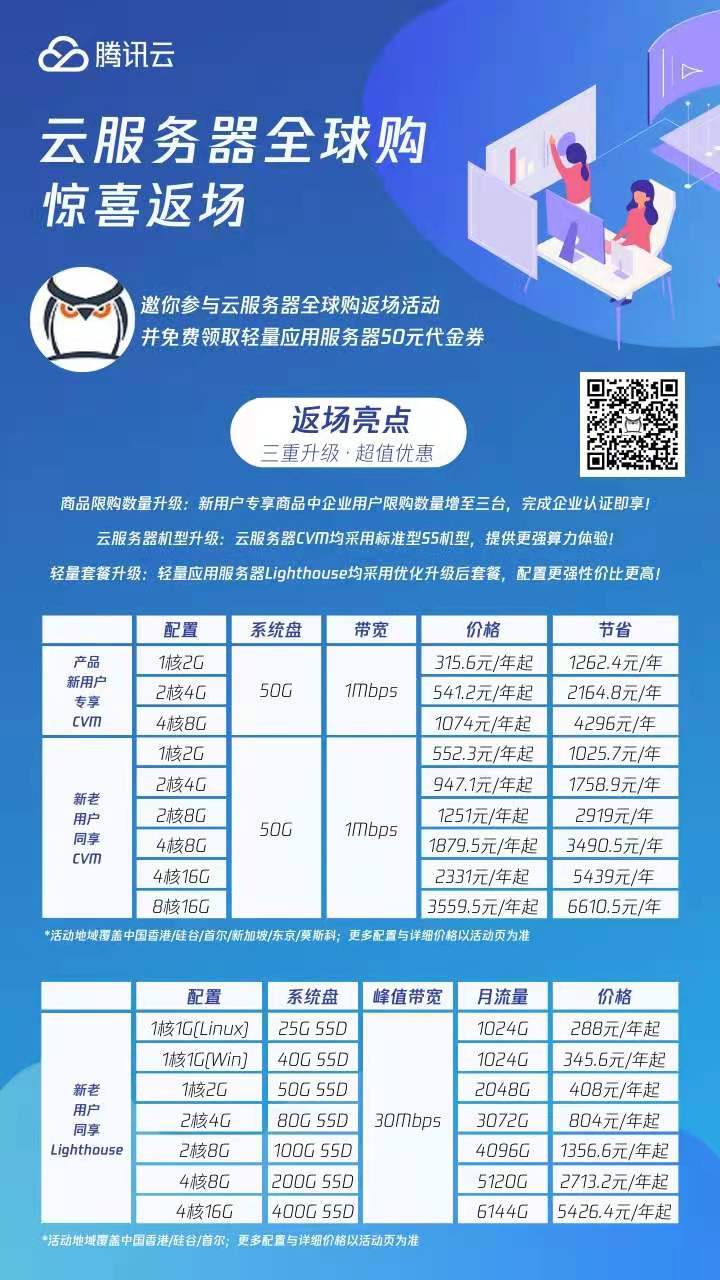 腾讯云
云服务器全球购
惊喜返场
邀你参与云服务器全球购返场活动
并免费领取轻量应用服务器50元代金券
返场亮点
三重升级·超值优惠
商品限购数量升级：新用户专享商品中企业用户限购数量增至三台，完成企业认证即享！
云服务器机型升级：云服务器CVM均采用标准型S5机型，提供更强算力体验！
轻量套餐升级：轻量应用服务器Lighthouse均采用优化升级后套餐，配置更强性价比更高！
配置 系统盘 带宽 价格 节省
产品
新用户
专享
CVM
50G 1Mbps
1核2G 315.6元/年起 1262.4元/年
2核4G 541.2元/年起 2164.8元/年
4核8G 1074元/年起 4296元/年
新老
用户
同享
CVM
50G 1Mbps
1核2G 552.3元/年起 1025.7元/年
2核4G 947.1元/年起 1758.9元/年
2核8G 1251元/年起 2919元/年
4核8G 1879.5元/年起 3490.5元/年
4核16G 2331元/年起 5439元/年
8核16G 3559.5元/年起 6610.5元/年
*活动地域覆盖中国香港/硅谷/首尔/新加坡/东京/莫斯科；更多配置与详细价格以活动页为准
配置 系统盘 峰值带宽 月流量 价格
新老
用户
同享
Lighthouse
30Mbps
1核1G(Linux) 25G SSD 1024G 288元/年起
1核1G(Win) 40G SSD 1024G 345.6元/年起
1核2G 50G SSD 2048G 408元/年起
2核4G 80G SSD 3072G 804元/年起
2核8G 100G SSD 4096G 1356.6元/年起
4核8G 200G SSD 5120G 2713.2元/年起
4核16G 400G SSD 6144G 5426.4元/年起
*活动地域覆盖中国香港/硅谷/首尔；更多配置与详细价格以活动页为准